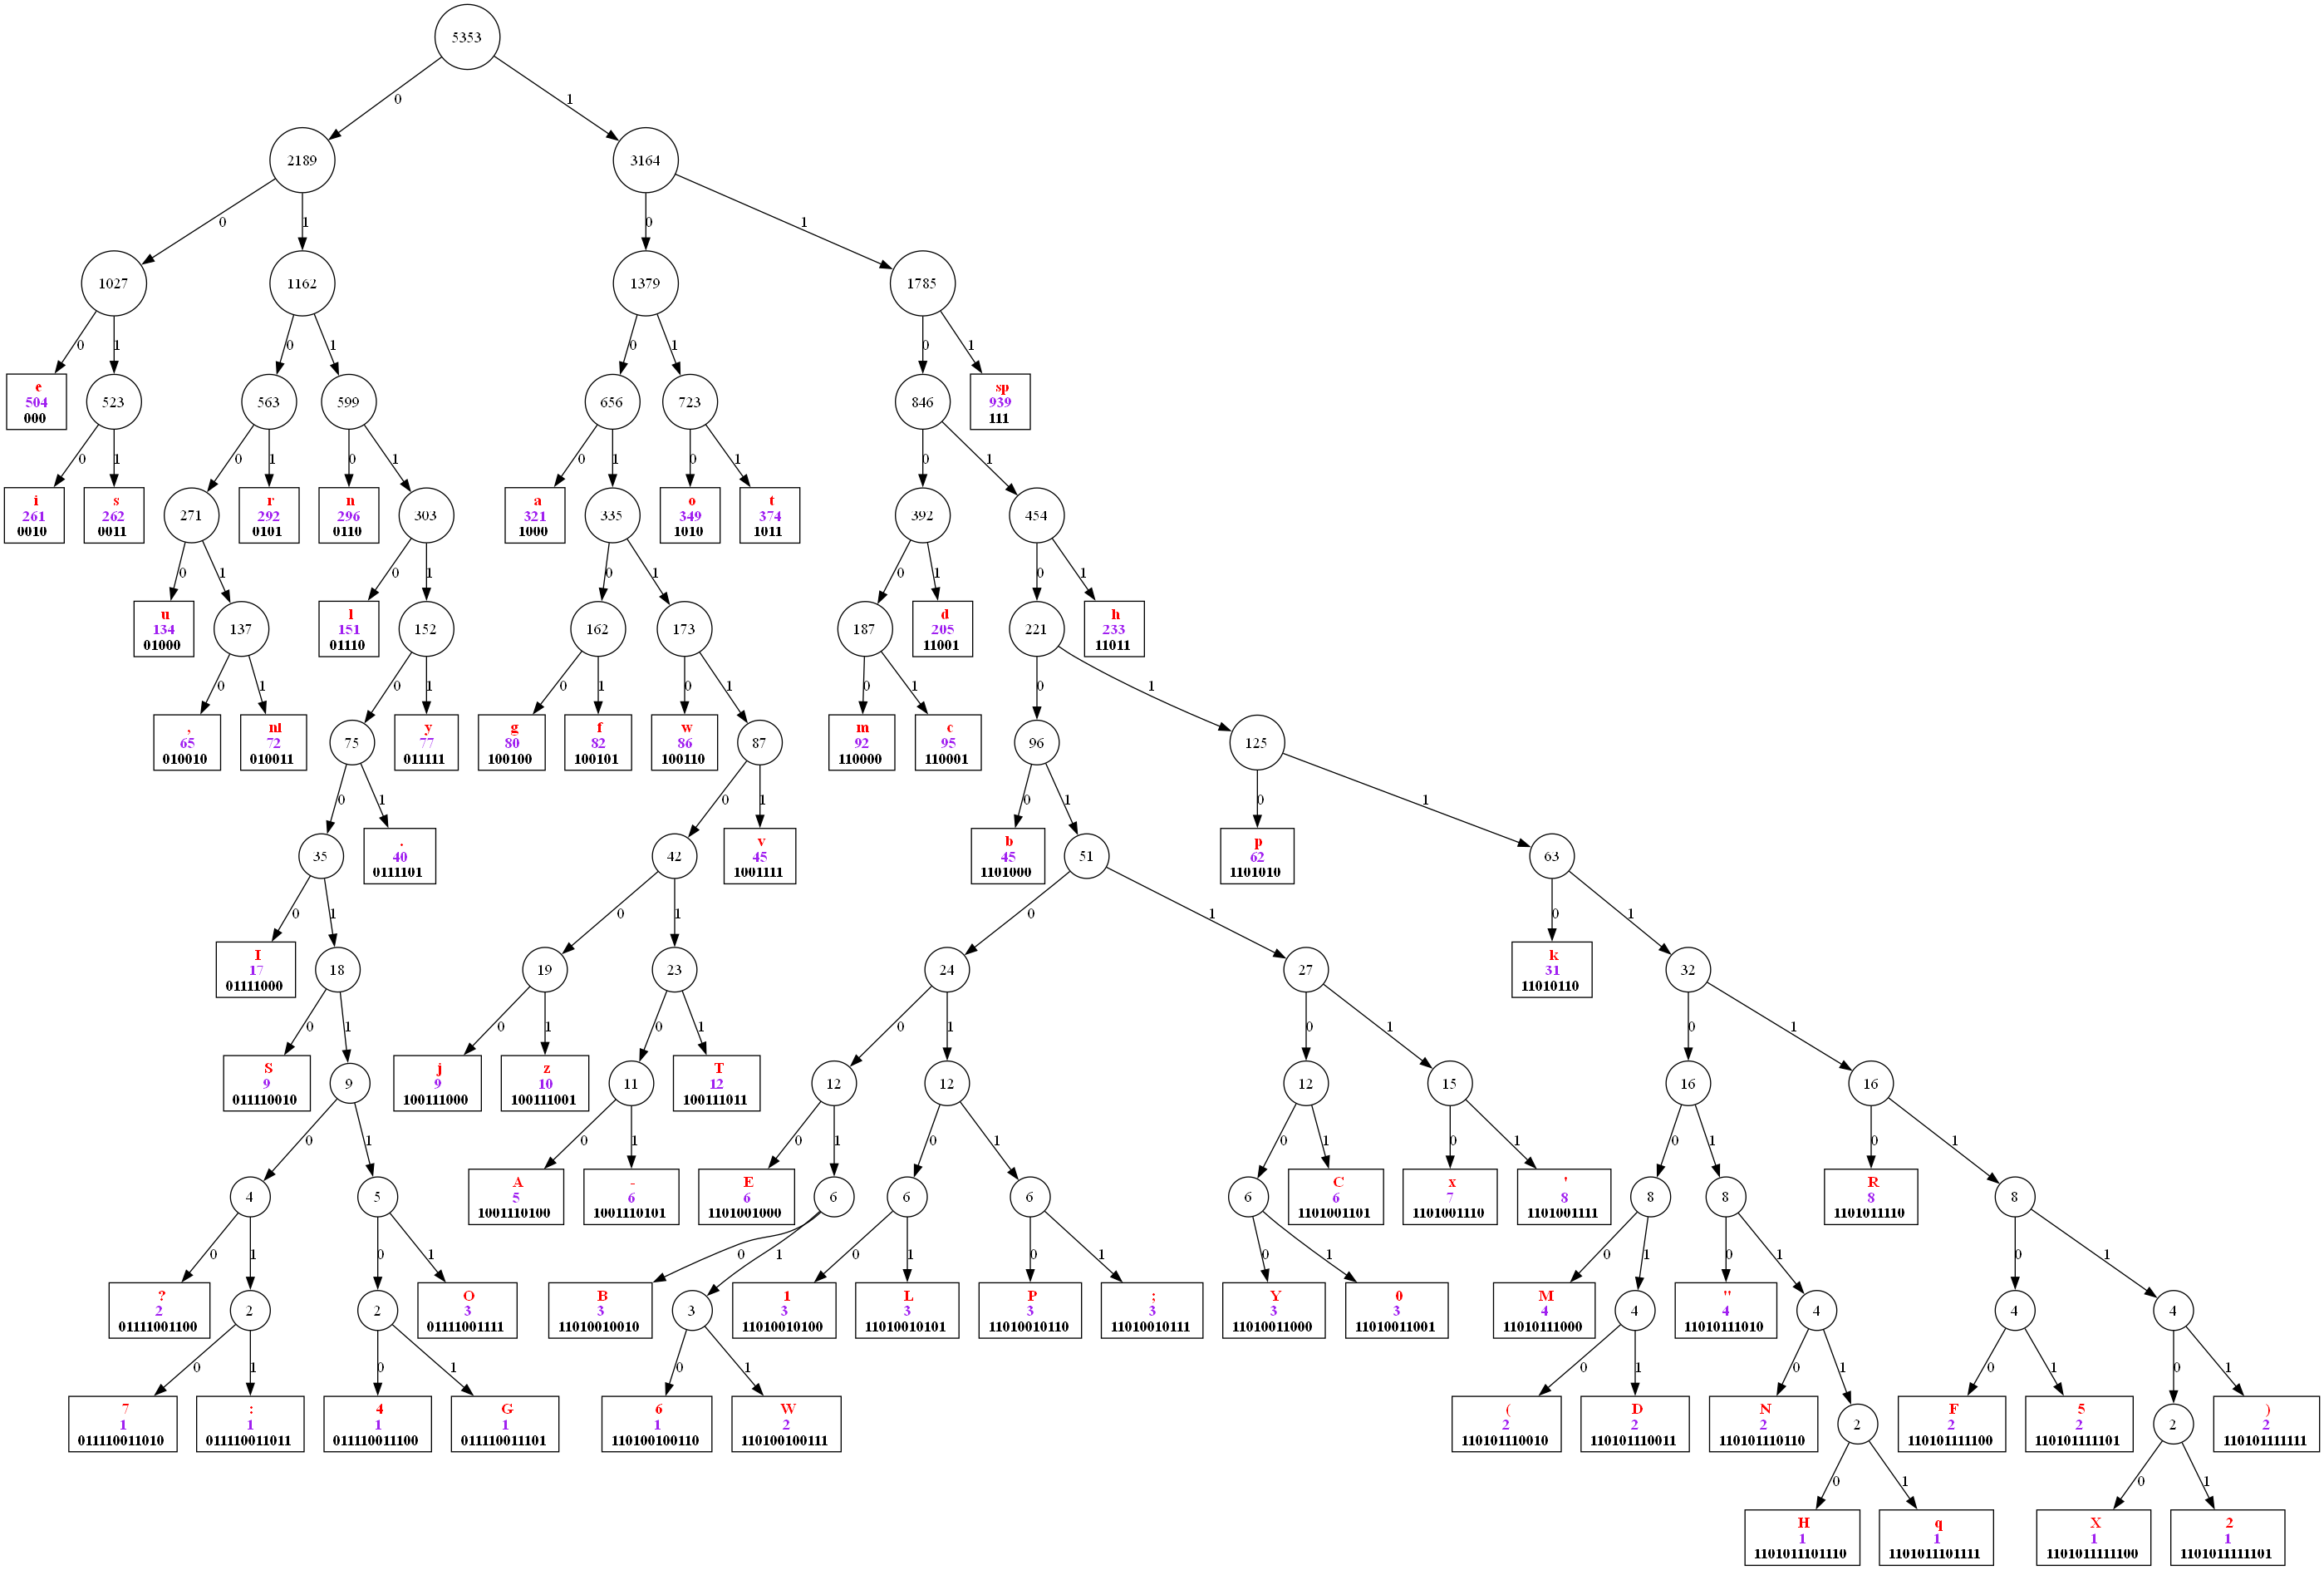 5353
0 1
2189 3164
0 1 0 1
1027 1162 1379 1785
0 1 0 1 0 1 0 1
e
504
000
523 563 599 656 723 846
sp
939
111
0 1 0 1 0 1 0 1 0 1 0 1
i
261
0010
s
262
0011
271
r
292
0101
n
296
0110
303
a
321
1000
335
o
349
1010
t
374
1011
392 454
0 1 0 1 0 1 0 1 0 1
u
134
01000
137
l
151
01110
152 162 173 187
d
205
11001
221
h
233
11011
0 1 0 1 0 1 0 1 0 1 0 1
,
65
010010
nl
72
010011
75
y
77
011111
g
80
100100
f
82
100101
w
86
100110
87
m
92
110000
c
95
110001
96 125
0 1 0 1 0 1 0 1
35
.
40
0111101
42
v
45
1001111
b
45
1101000
51
p
62
1101010
63
0 1 0 1 0 1 0 1
I
17
01111000
18 19 23 24 27
k
31
11010110
32
0 1 0 1 0 1 0 1 0 1 0 1
S
9
011110010
9
j
9
100111000
z
10
100111001
11
T
12
100111011
12 12 12 15 16 16
0 1 0 1 0 1 0 1 0 1 0 1 0 1 0 1
4 5
A
5
1001110100
-
6
1001110101
E
6
1101001000
6 6 6 6
C
6
1101001101
x
7
1101001110
'
8
1101001111
8 8
R
8
1101011110
8
0 1 0 1 0 1 0 1 0 1 0 1 0 1 0 1 0 1
?
2
01111001100
2 2
O
3
01111001111
B
3
11010010010
3
1
3
11010010100
L
3
11010010101
P
3
11010010110
;
3
11010010111
Y
3
11010011000
0
3
11010011001
M
4
11010111000
4
"
4
11010111010
4 4 4
0 1 0 1 0 1 0 1 0 1 0 1 0 1
7
1
011110011010
:
1
011110011011
4
1
011110011100
G
1
011110011101
6
1
110100100110
W
2
110100100111
(
2
110101110010
D
2
110101110011
N
2
110101110110
2
F
2
110101111100
5
2
110101111101
2
)
2
110101111111
0 1 0 1
H
1
1101011101110
q
1
1101011101111
X
1
1101011111100
2
1
1101011111101